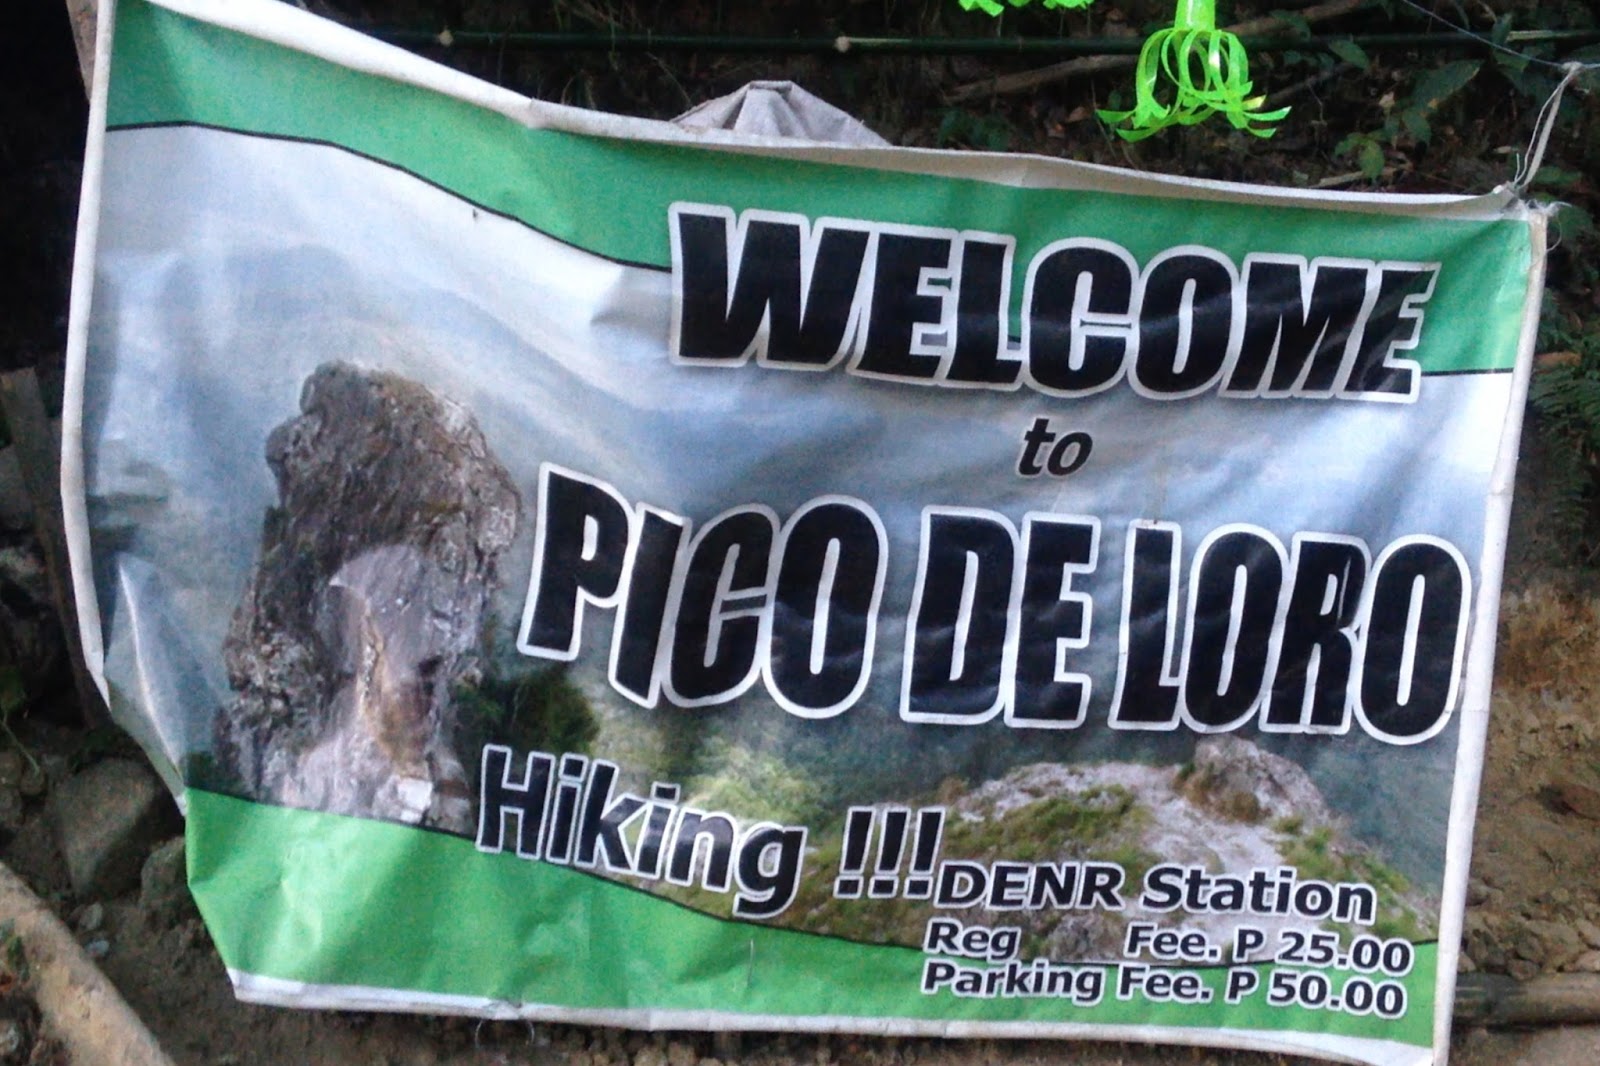 WELCOME
to
PICO DE LORO
Hiking !!!
DENR Station
Reg Fee. P 25.00
Parking Fee. P 50.00